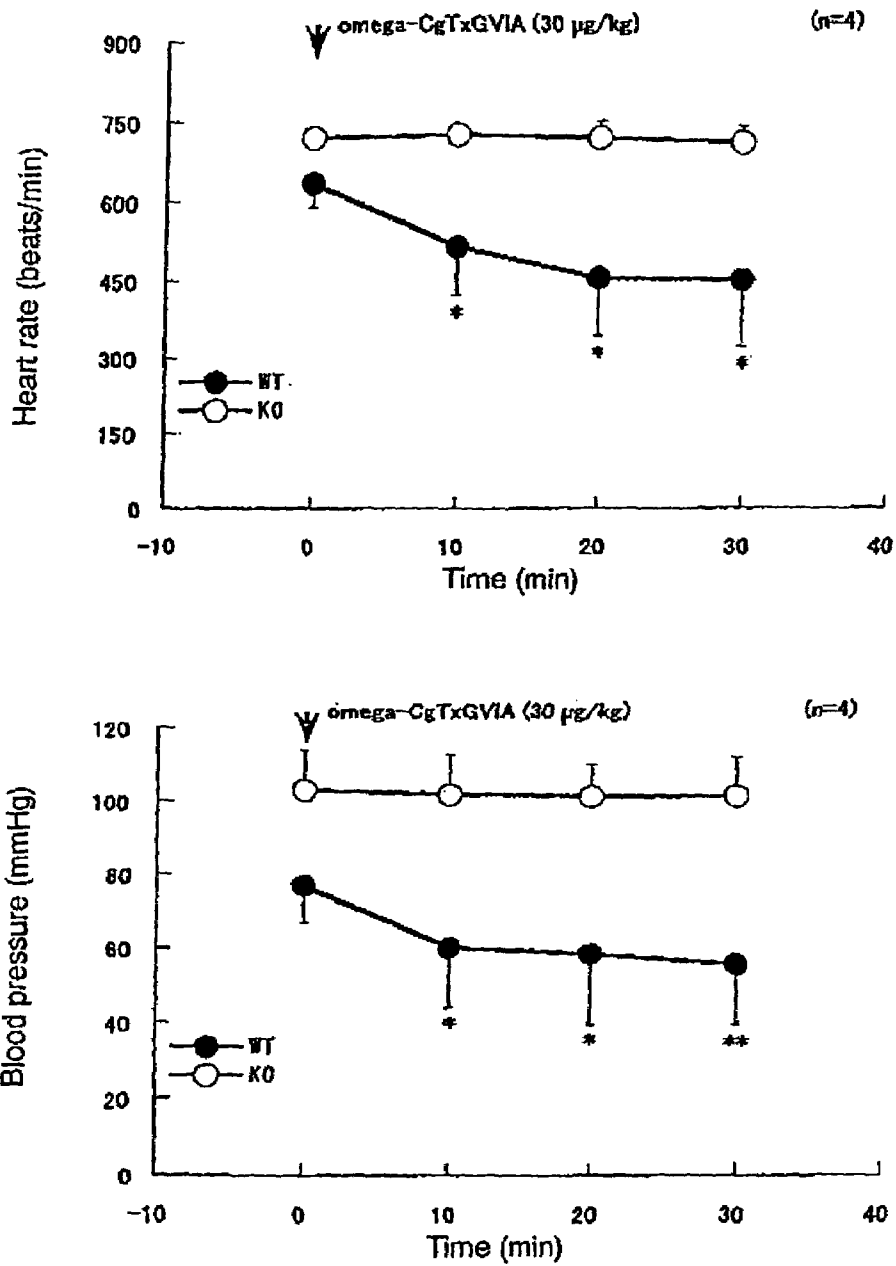 omega-CgTxGVIA (30 μg/kg) (n=4)
900
750
600
450
300
150
0
Heart rate (beats/min)
WT
KO
*
*
*
-10 0 10 20 30 40
Time (min)
omega-CgTxGVIA (30 μg/kg) (n=4)
120
100
80
60
40
20
0
Blood pressure (mmHg)
WT
KO
*
*
**
-10 0 10 20 30 40
Time (min)